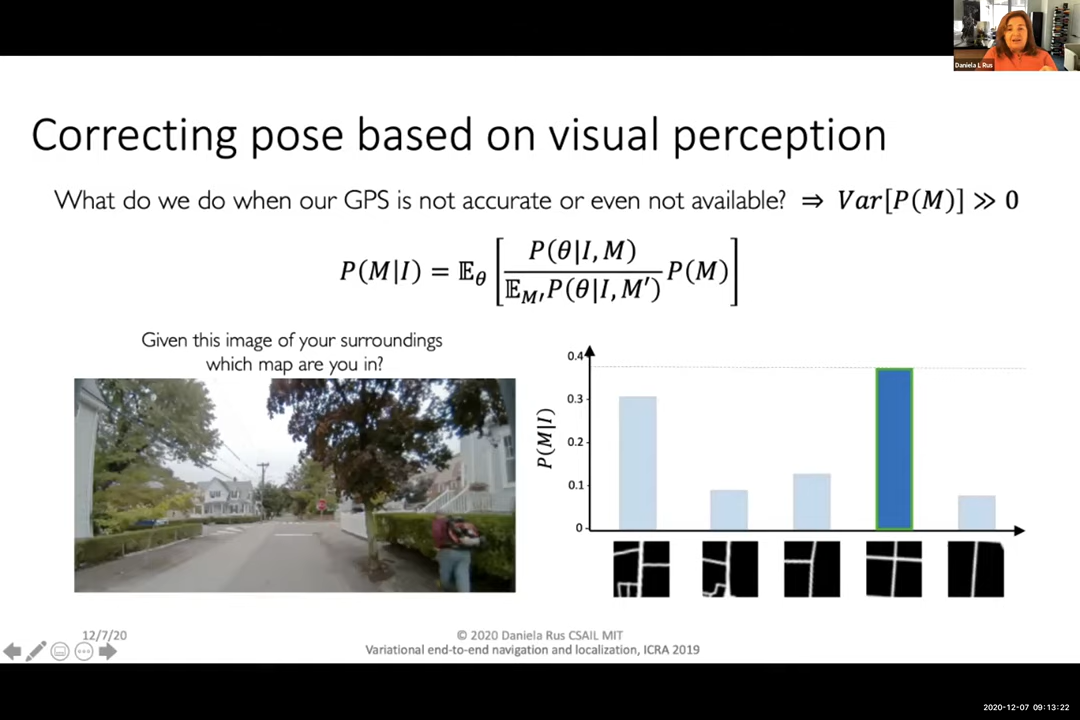 Daniela L Rus
Correcting pose based on visual perception
What do we do when our GPS is not accurate or even not available? ⇒ Var[P(M)] ≫ 0
P(M|I) = 𝔼_θ [ P(θ|I, M) / 𝔼_M′ P(θ|I, M′) P(M) ]
Given this image of your surroundings
which map are you in?
P(M|I)
0.4
0.3
0.2
0.1
0
12/7/20
© 2020 Daniela Rus CSAIL MIT
Variational end-to-end navigation and localization, ICRA 2019
2020-12-07 09:13:22